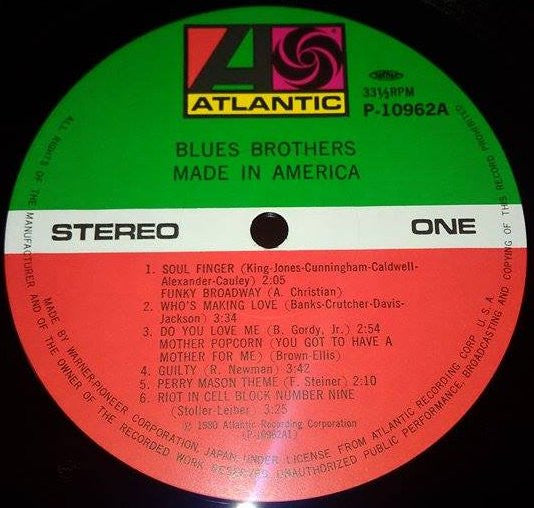 ATLANTIC
33⅓RPM
P-10962A
BLUES BROTHERS
MADE IN AMERICA
STEREO
ONE
1. SOUL FINGER (King-Jones-Cunningham-Caldwell-
Alexander-Cauley) 2:05
FUNKY BROADWAY (A. Christian)
2. WHO'S MAKING LOVE (Banks-Crutcher-Davis-
Jackson) 3:34
3. DO YOU LOVE ME (B. Gordy, Jr.) 2:54
MOTHER POPCORN (YOU GOT TO HAVE A
MOTHER FOR ME) (Brown-Ellis)
4. GUILTY (R. Newman) 3:42
5. PERRY MASON THEME (F. Steiner) 2:10
6. RIOT IN CELL BLOCK NUMBER NINE
(Stoller-Leiber) 3:25
℗ 1980 Atlantic Recording Corporation
(P-10962A1)
MADE BY WARNER-PIONEER CORPORATION, JAPAN, UNDER LICENSE FROM ATLANTIC RECORDING CORP. U.S.A.
ALL RIGHTS OF THE MANUFACTURER AND OF THE OWNER OF THE RECORDED WORK RESERVED. UNAUTHORIZED PUBLIC PERFORMANCE, BROADCASTING AND COPYING OF THIS RECORD PROHIBITED